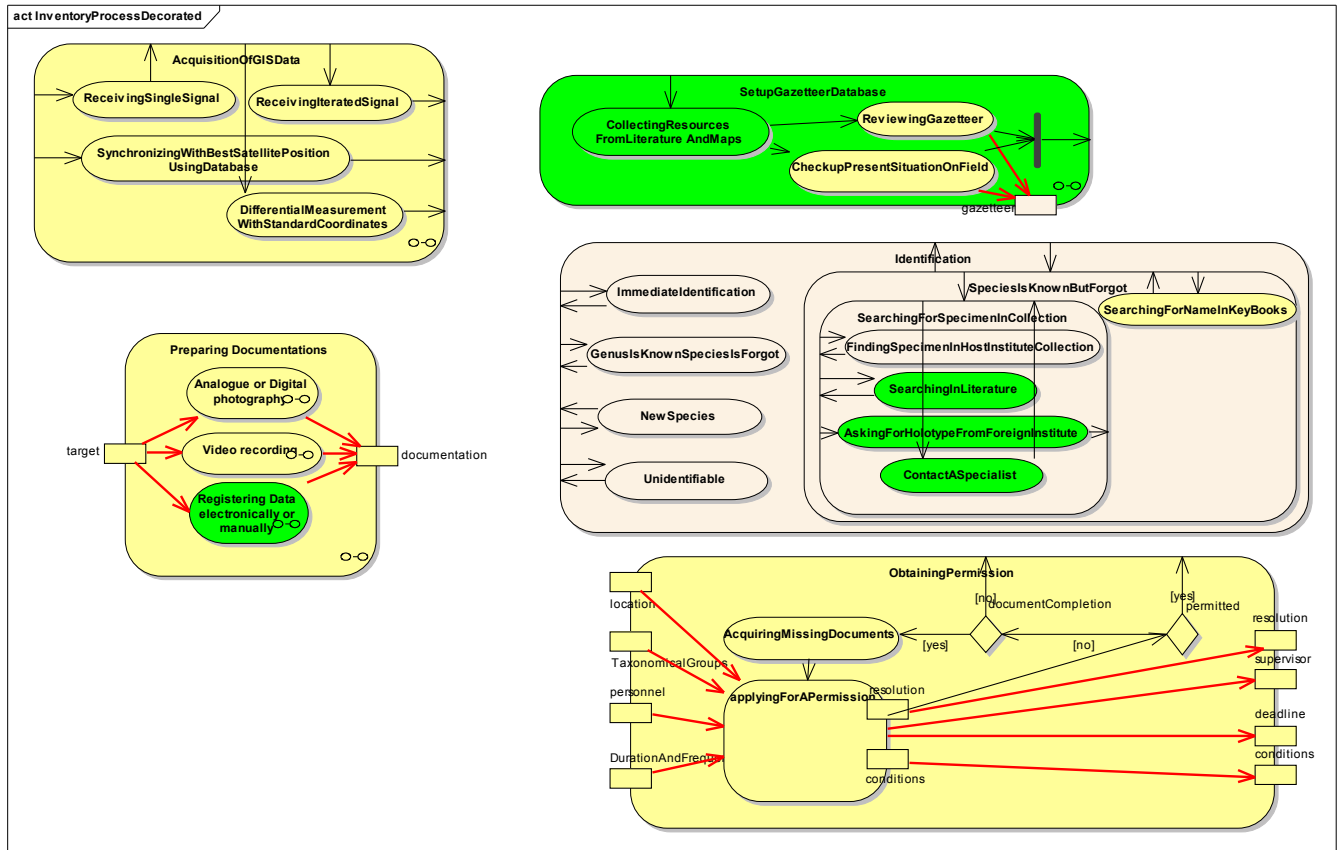 act InventoryProcessDecorated
AcquisitionOfGISData
ReceivingSingleSignal
ReceivingIteratedSignal
SynchronizingWithBestSatellitePosition
UsingDatabase
DifferentialMeasurement
WithStandardCoordinates
SetupGazetteerDatabase
CollectingResources
FromLiterature AndMaps
ReviewingGazetteer
CheckupPresentSituationOnField
gazetteer
Identification
ImmediateIdentification
GenusIsKnownSpeciesIsForgot
NewSpecies
Unidentifiable
SpeciesIsKnownButForgot
SearchingForNameInKeyBooks
SearchingForSpecimenInCollection
FindingSpecimenInHostInstituteCollection
SearchingInLiterature
AskingForHolotypeFromForeignInstitute
ContactASpecialist
Preparing Documentations
Analogue or Digital
photography
target
Video recording
documentation
Registering Data
electronically or
manually
ObtainingPermission
location
TaxonomicalGroups
personnel
[no]
documentCompletion
[yes]
permitted
AcquiringMissingDocuments
[yes]
[no]
resolution
supervisor
applyingForAPermission
resolution
deadline
conditions
conditions